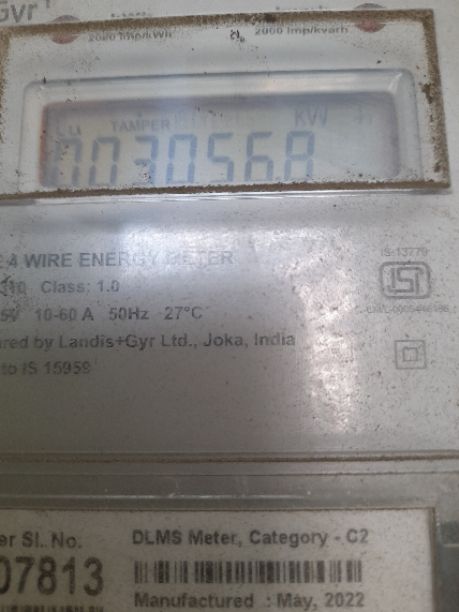 Gyr
2000 Imp/kWh 2000 Imp/kvarh
TAMPER kW h
0030568
4 WIRE ENERGY METER
Class: 1.0
10-60 A 50Hz 27°C
red by Landis+Gyr Ltd., Joka, India
to IS 15959
IS-13779
ISI
er Sl. No. DLMS Meter, Category - C2
07813
Manufactured : May, 2022